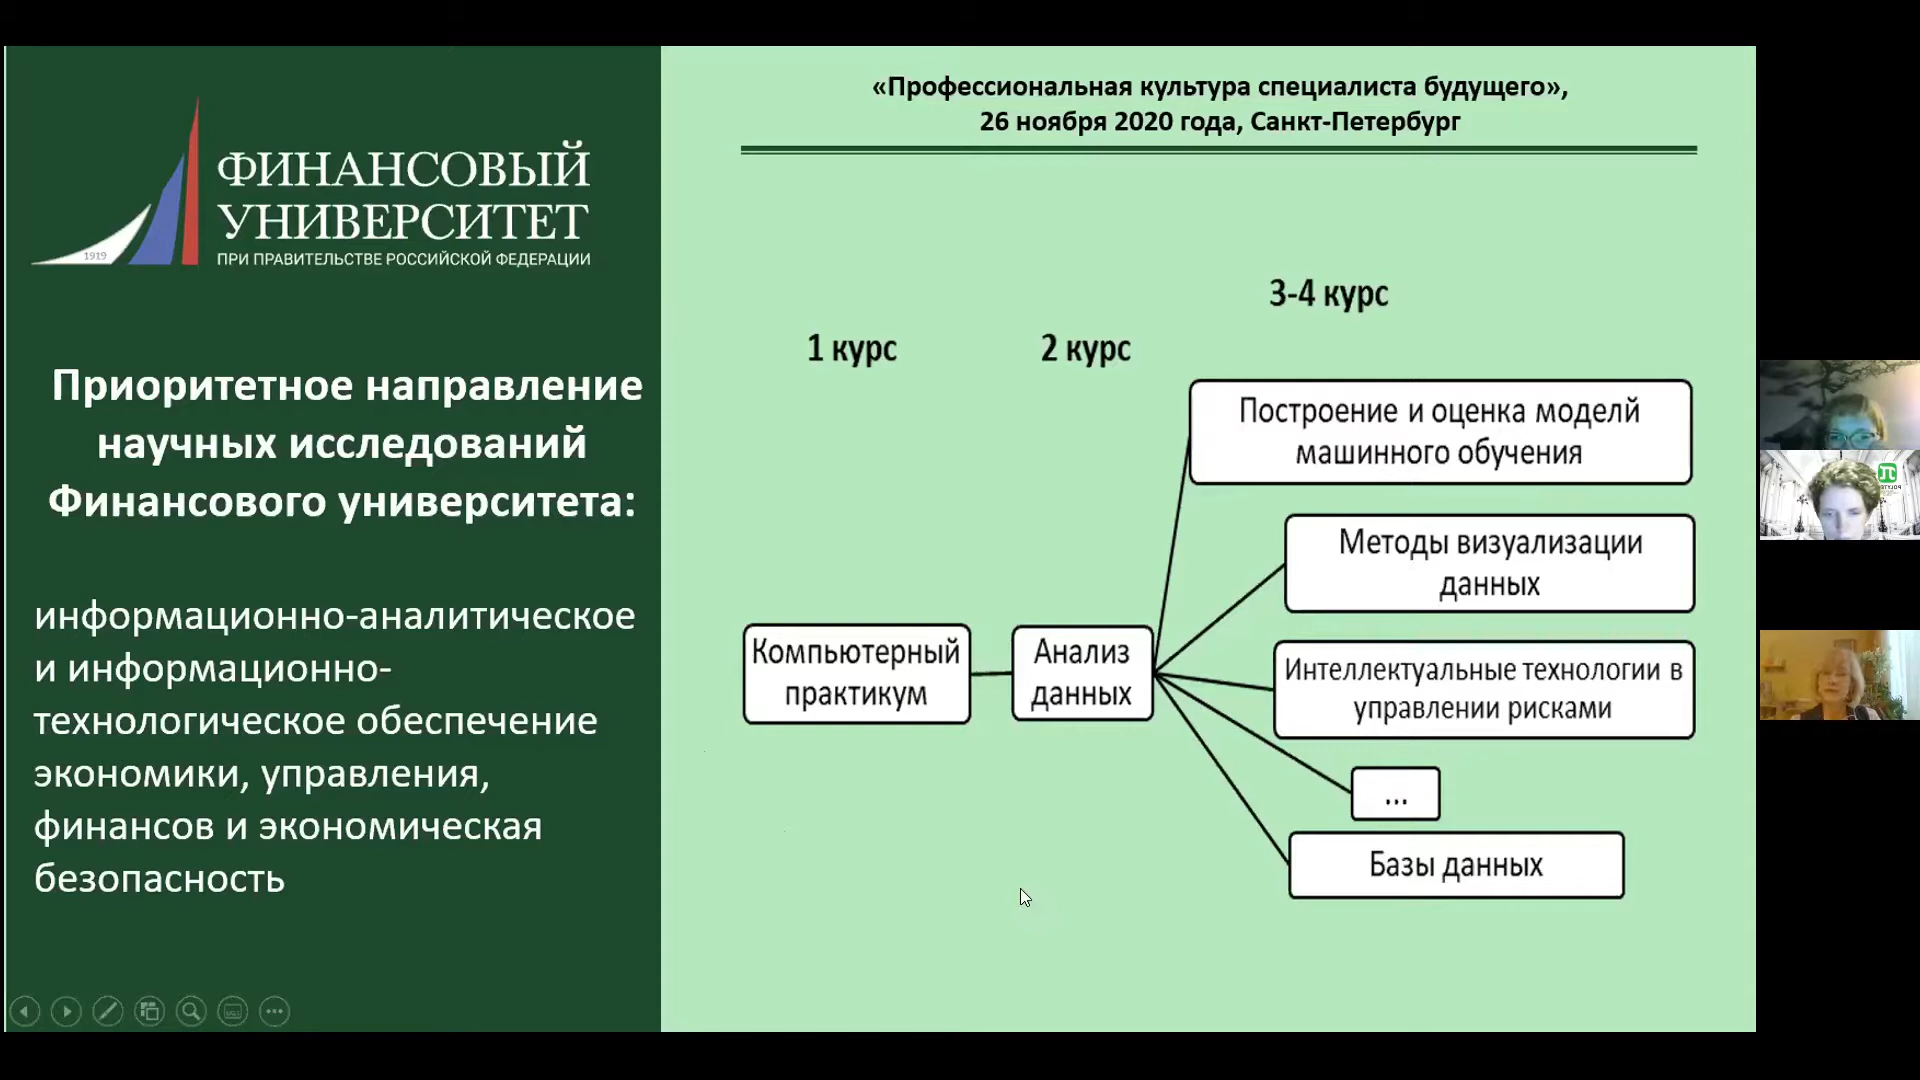 ФИНАНСОВЫЙ
УНИВЕРСИТЕТ
ПРИ ПРАВИТЕЛЬСТВЕ РОССИЙСКОЙ ФЕДЕРАЦИИ
1919
Приоритетное направление
научных исследований
Финансового университета:
информационно-аналитическое
и информационно-
технологическое обеспечение
экономики, управления,
финансов и экономическая
безопасность
«Профессиональная культура специалиста будущего»,
26 ноября 2020 года, Санкт-Петербург
1 курс
2 курс
3-4 курс
Компьютерный
практикум
Анализ
данных
Построение и оценка моделй
машинного обучения
Методы визуализации
данных
Интеллектуальные технологии в
управлении рисками
...
Базы данных